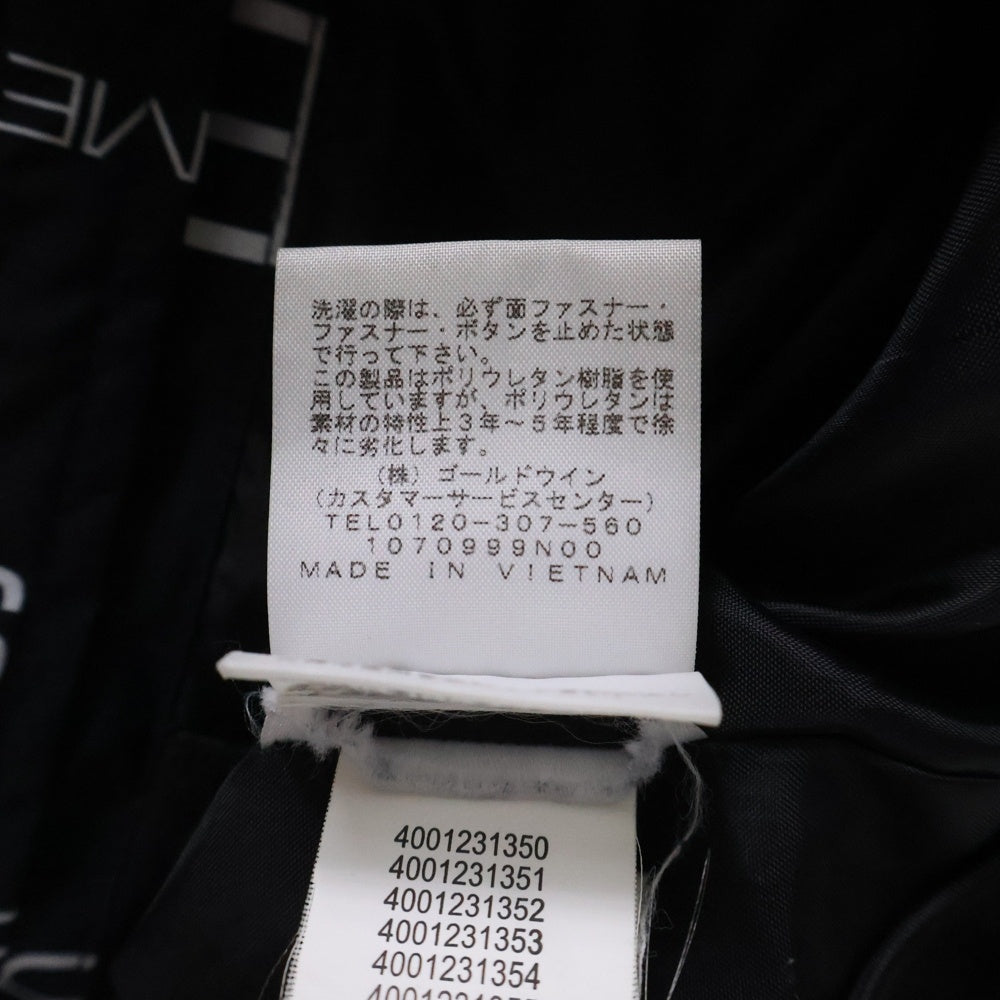 洗濯の際は、必ず面ファスナー・
ファスナー・ボタンを止めた状態
で行って下さい。
この製品はポリウレタン樹脂を使
用していますが、ポリウレタンは
素材の特性上3年〜5年程度で徐
々に劣化します。
(株)ゴールドウイン
(カスタマーサービスセンター)
TEL0120-307-560
1070999N00
MADE IN VIETNAM
4001231350
4001231351
4001231352
4001231353
4001231354